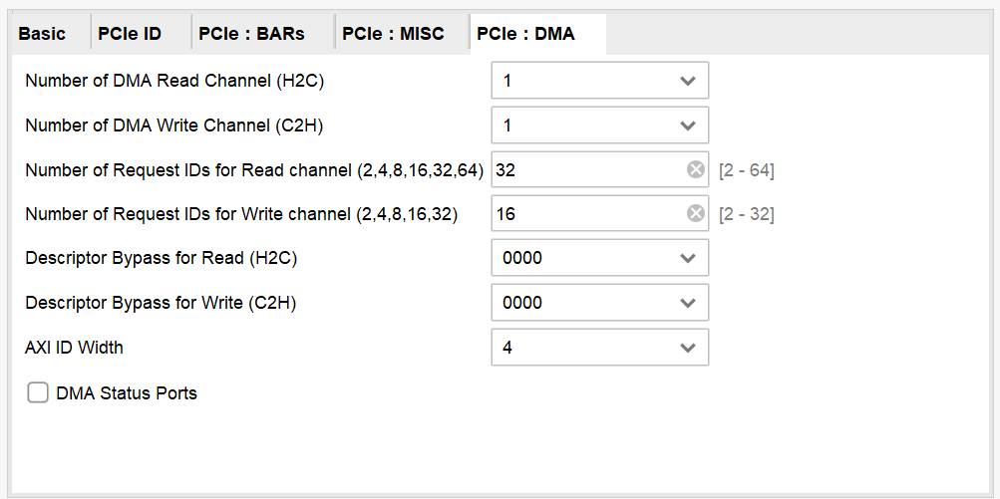 Basic PCIe ID PCIe : BARs PCIe : MISC PCIe : DMA
Number of DMA Read Channel (H2C) 1
Number of DMA Write Channel (C2H) 1
Number of Request IDs for Read channel (2,4,8,16,32,64) 32 [2 - 64]
Number of Request IDs for Write channel (2,4,8,16,32) 16 [2 - 32]
Descriptor Bypass for Read (H2C) 0000
Descriptor Bypass for Write (C2H) 0000
AXI ID Width 4
DMA Status Ports